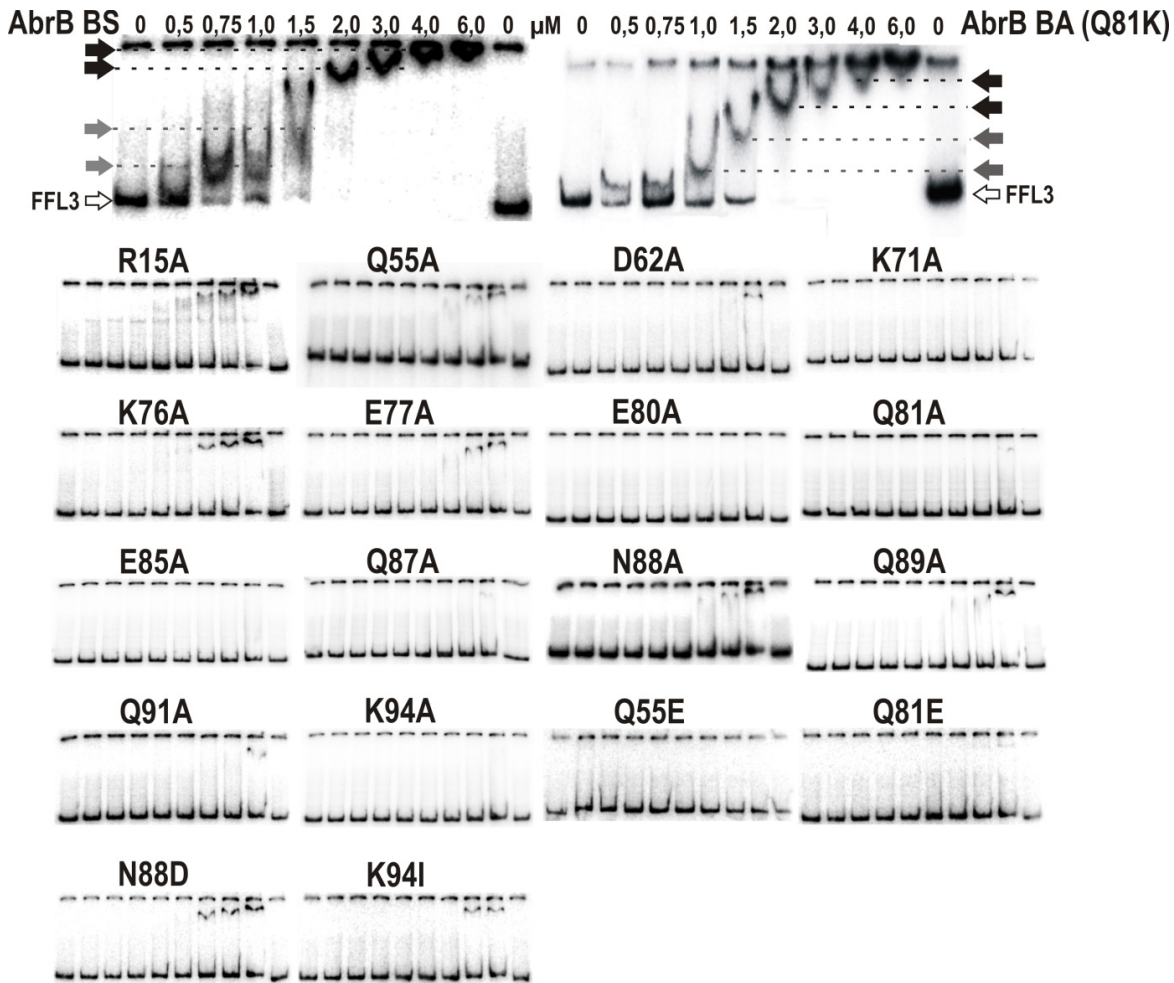 AbrB BS 0 0,5 0,75 1,0 1,5 2,0 3,0 4,0 6,0 0 µM 0 0,5 0,75 1,0 1,5 2,0 3,0 4,0 6,0 0 AbrB BA (Q81K)
FFL3 FFL3
R15A Q55A D62A K71A
K76A E77A E80A Q81A
E85A Q87A N88A Q89A
Q91A K94A Q55E Q81E
N88D K94I